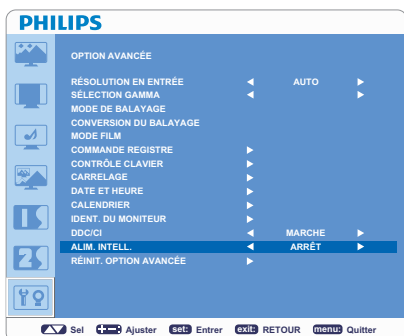 PHILIPS
OPTION AVANCÉE
RÉSOLUTION EN ENTRÉE AUTO
SÉLECTION GAMMA
MODE DE BALAYAGE
CONVERSION DU BALAYAGE
MODE FILM
COMMANDE REGISTRE
CONTRÔLE CLAVIER
CARRELAGE
DATE ET HEURE
CALENDRIER
IDENT. DU MONITEUR
DDC/CI MARCHE
ALIM. INTELL. ARRÊT
RÉINIT. OPTION AVANCÉE
Sel Ajuster set: Entrer exit: RETOUR menu: Quitter